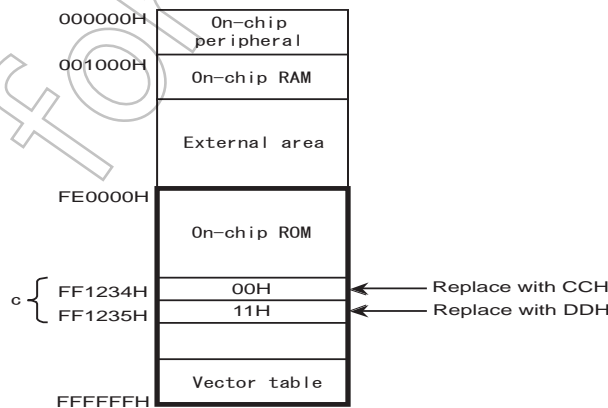 000000H
On-chip
peripheral
001000H
On-chip RAM
External area
FE0000H
On-chip ROM
c
FF1234H
00H
Replace with CCH
FF1235H
11H
Replace with DDH
Vector table
FFFFFFH